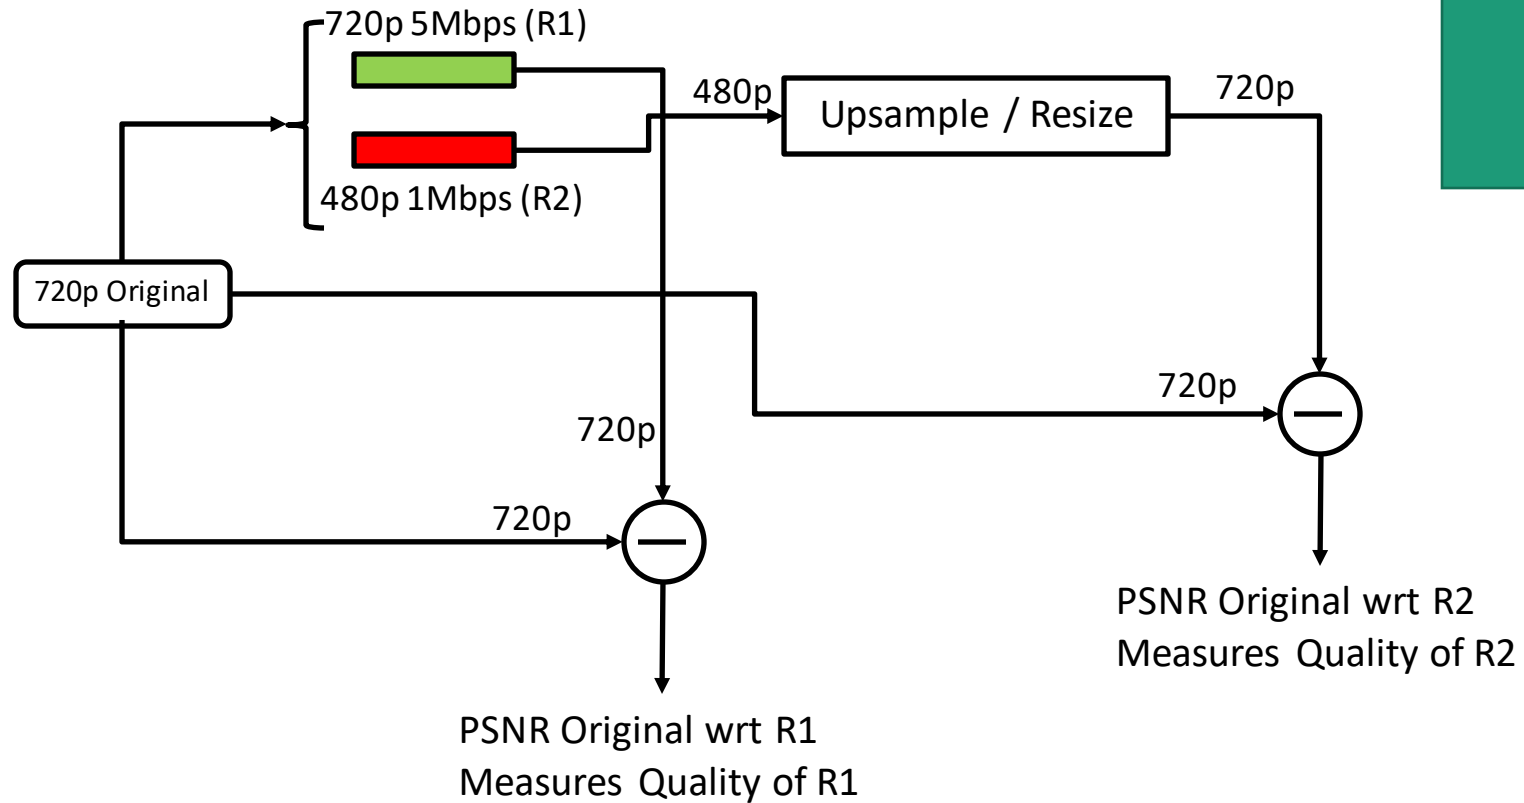 720p 5Mbps (R1)
480p
Upsample / Resize
720p
480p 1Mbps (R2)
720p Original
720p
720p
720p
PSNR Original wrt R2
Measures Quality of R2
PSNR Original wrt R1
Measures Quality of R1